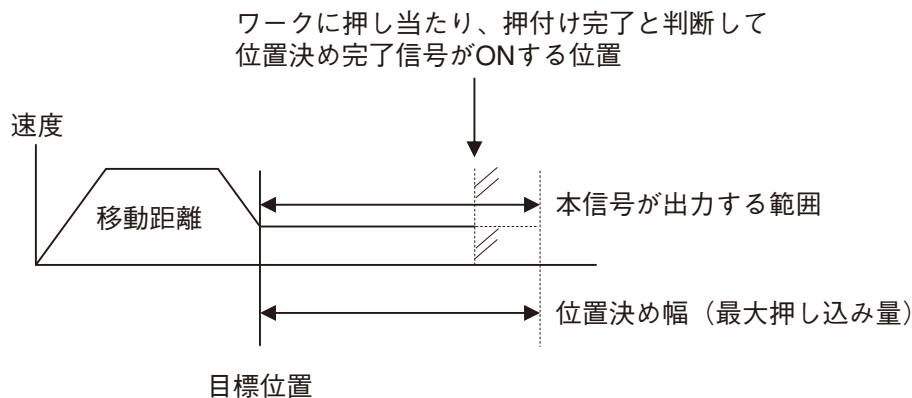 ワークに押し当たり、押付け完了と判断して
位置決め完了信号がONする位置
速度
移動距離
本信号が出力する範囲
位置決め幅（最大押し込み量）
目標位置